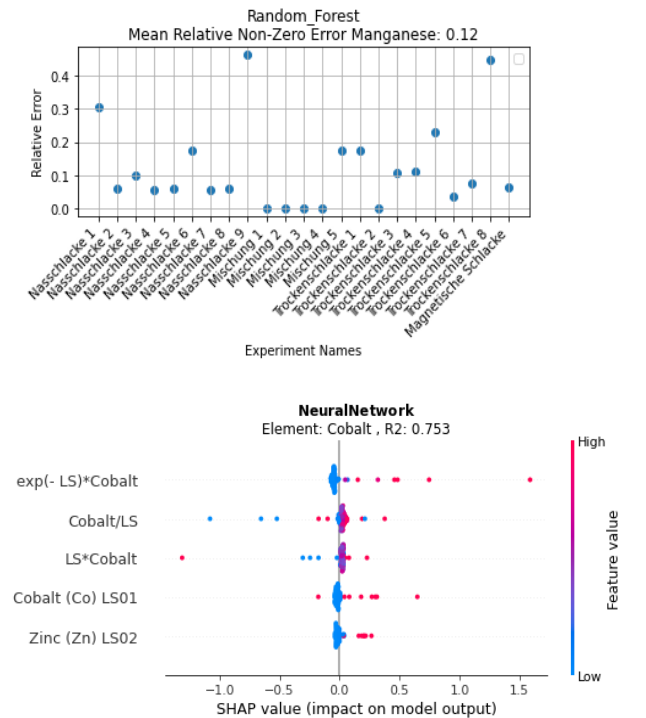 Random_Forest
Mean Relative Non-Zero Error Manganese: 0.12
Relative Error
0.4
0.3
0.2
0.1
0.0
Nasschlacke 1
Nasschlacke 2
Nasschlacke 3
Nasschlacke 4
Nasschlacke 5
Nasschlacke 6
Nasschlacke 7
Nasschlacke 8
Nasschlacke 9
Mischung 1
Mischung 2
Mischung 3
Mischung 4
Mischung 5
Trockenschlacke 1
Trockenschlacke 2
Trockenschlacke 3
Trockenschlacke 4
Trockenschlacke 5
Trockenschlacke 6
Trockenschlacke 7
Trockenschlacke 8
Magnetische Schlacke
Experiment Names
NeuralNetwork
Element: Cobalt , R2: 0.753
High
exp(- LS)*Cobalt
Cobalt/LS
LS*Cobalt
Cobalt (Co) LS01
Zinc (Zn) LS02
Feature value
Low
−1.0 −0.5 0.0 0.5 1.0 1.5
SHAP value (impact on model output)